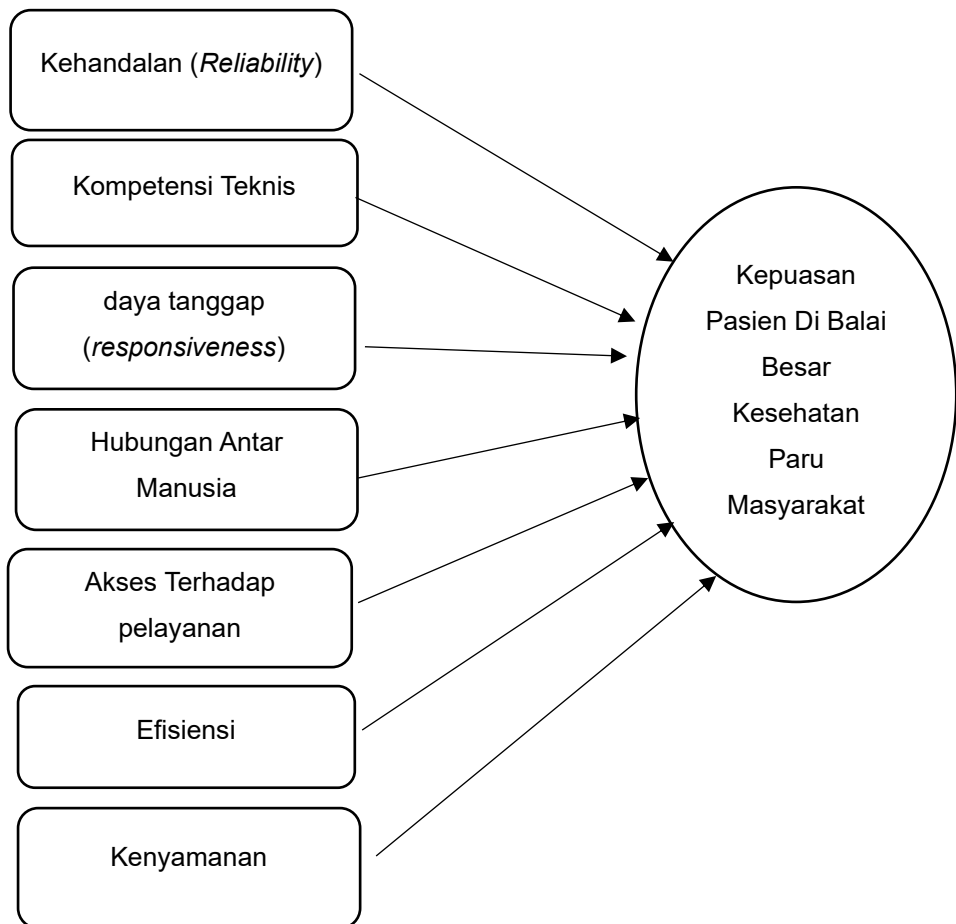 Kehandalan (Reliability)
Kompetensi Teknis
daya tanggap
(responsiveness)
Hubungan Antar
Manusia
Akses Terhadap
pelayanan
Efisiensi
Kenyamanan
Kepuasan
Pasien Di Balai
Besar
Kesehatan
Paru
Masyarakat